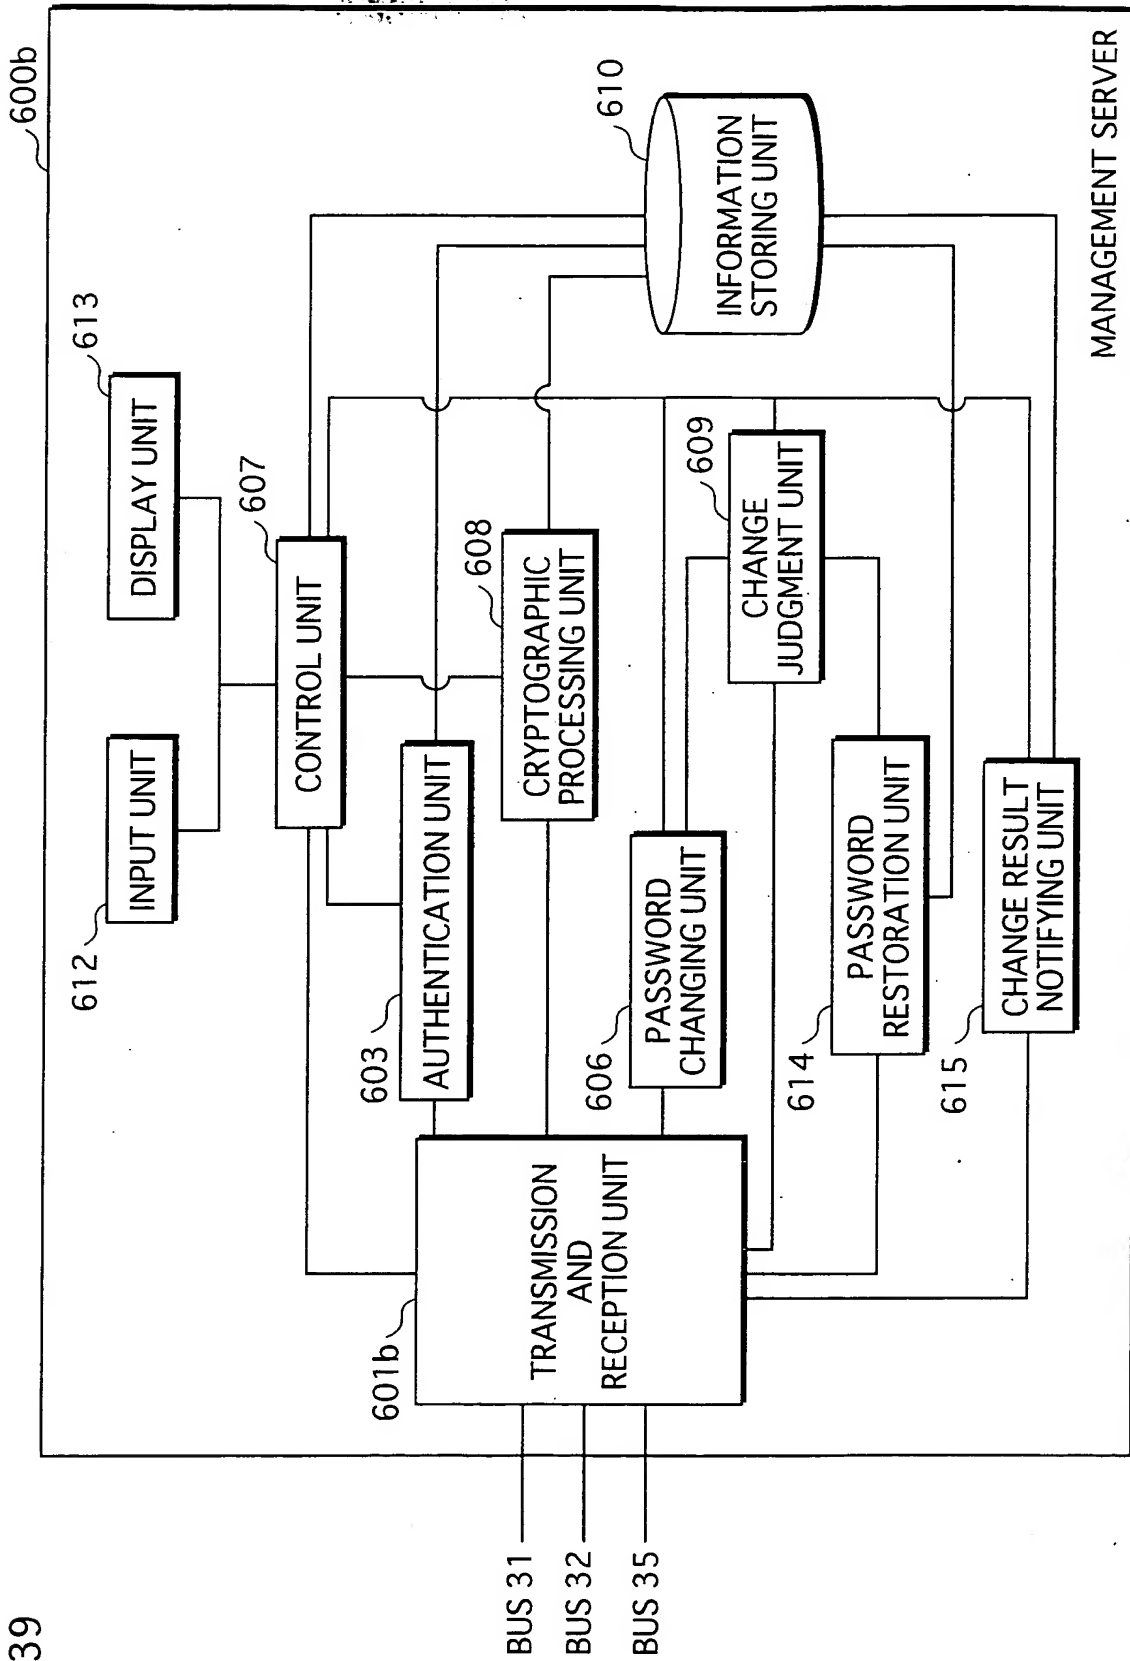 39
600b
612
INPUT UNIT
613
DISPLAY UNIT
607
CONTROL UNIT
603
AUTHENTICATION UNIT
608
CRYPTOGRAPHIC
PROCESSING UNIT
610
INFORMATION
STORING UNIT
601b
TRANSMISSION
AND
RECEPTION UNIT
BUS 31
BUS 32
BUS 35
606
PASSWORD
CHANGING UNIT
609
CHANGE
JUDGMENT UNIT
614
PASSWORD
RESTORATION UNIT
615
CHANGE RESULT
NOTIFYING UNIT
MANAGEMENT SERVER